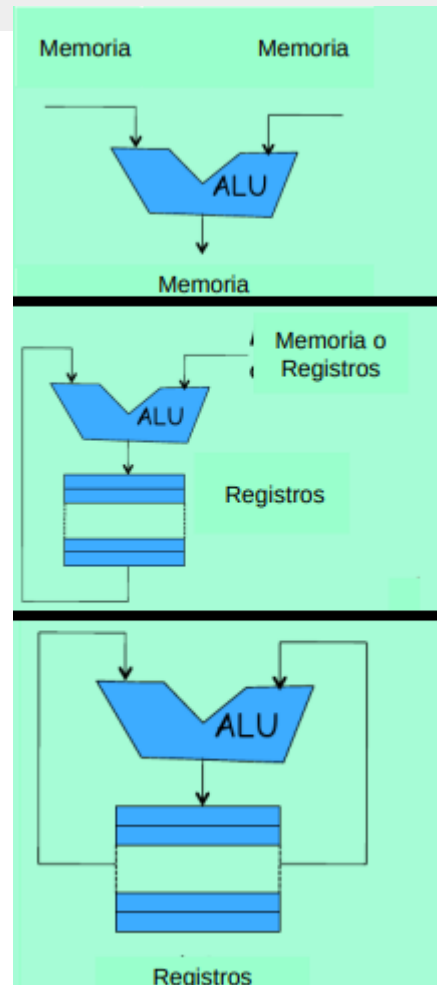 Memoria Memoria
ALU
Memoria
Memoria o
Registros
ALU
Registros
ALU
Registros